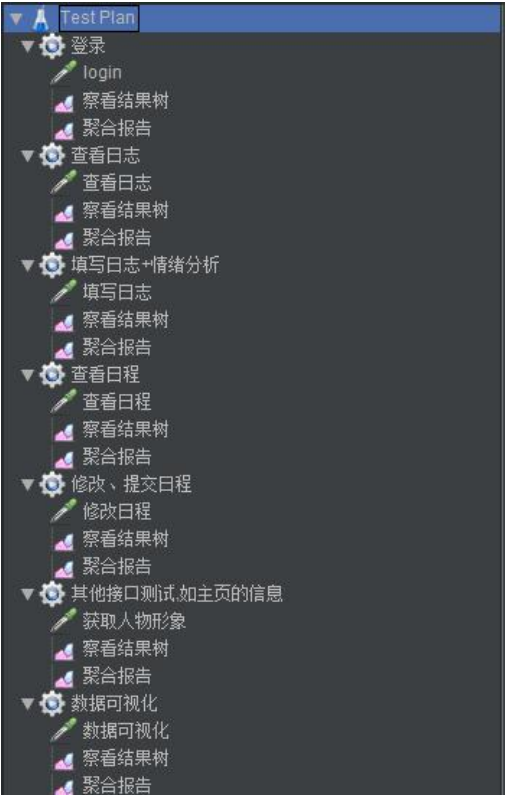 Test Plan
登录
login
察看结果树
聚合报告
查看日志
查看日志
察看结果树
聚合报告
填写日志+情绪分析
填写日志
察看结果树
聚合报告
查看日程
查看日程
察看结果树
聚合报告
修改、提交日程
修改日程
察看结果树
聚合报告
其他接口测试,如主页的信息
获取人物形象
察看结果树
聚合报告
数据可视化
数据可视化
察看结果树
聚合报告